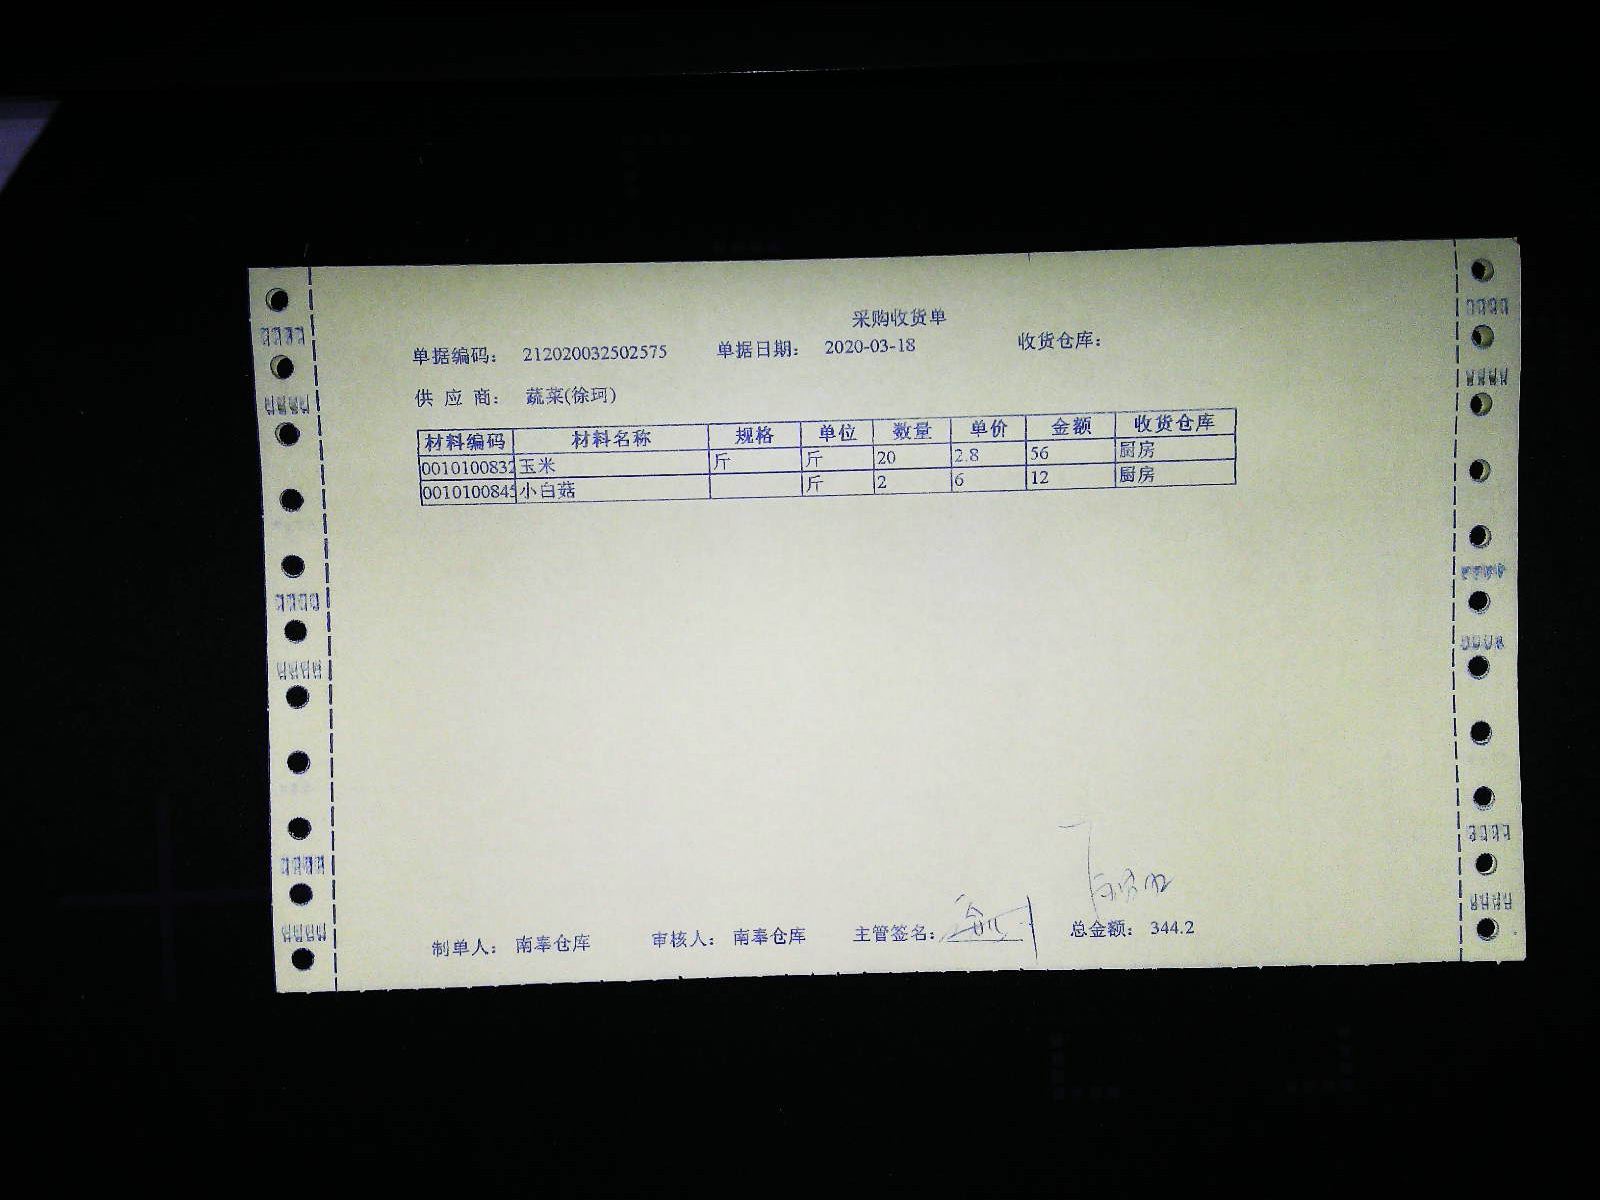 采购收货单
单据编码： 212020032502575 单据日期： 2020-03-18 收货仓库：
供 应 商： 蔬菜(徐珂)
材料编码 材料名称 规格 单位 数量 单价 金额 收货仓库
0010100832 玉米 斤 斤 20 2.8 56 厨房
001010084 小白菇 斤 2 6 12 厨房
制单人： 南奉仓库 审核人： 南奉仓库 主管签名： 总金额： 344.2